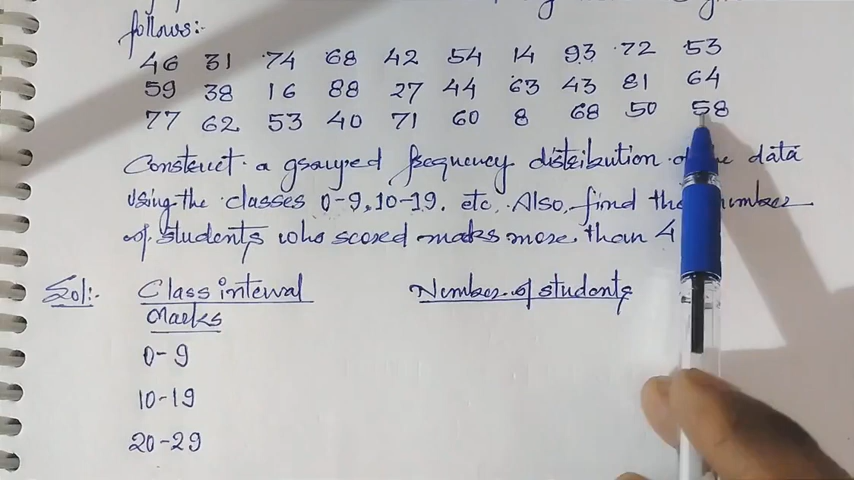 follows:-
46 31 74 68 42 54 14 93 72 53
59 38 16 88 27 44 63 43 81 64
77 62 53 40 71 60 8 68 50 58
Construct a grouped frequency distribution data
using the classes 0-9, 10-19. etc. Also, find the number
of students who scored marks more than 4
Sol:- Class interval Number of students
Marks
0-9
10-19
20-29